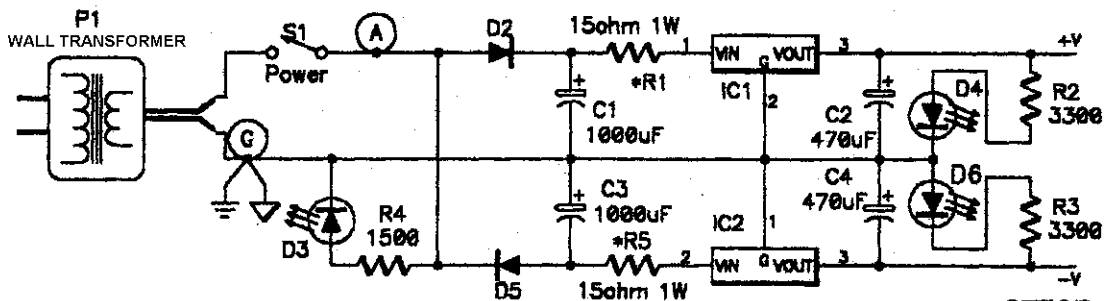 P1
WALL TRANSFORMER
S1
Power
A
D2
15ohm 1W
*R1
1
VIN VOUT
G
3
IC1
2
+V
C1
1000uF
+
C2
470uF
+
D4
R2
3300
G
D3
R4
1500
C3
1000uF
+
C4
470uF
+
D6
R3
3300
D5
*R5
15ohm 1W
IC2
1
2
VIN G VOUT
3
-V